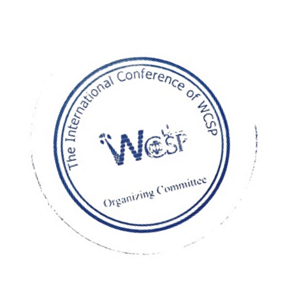 The International Conference of WCSP
WCSP
Organizing Committee